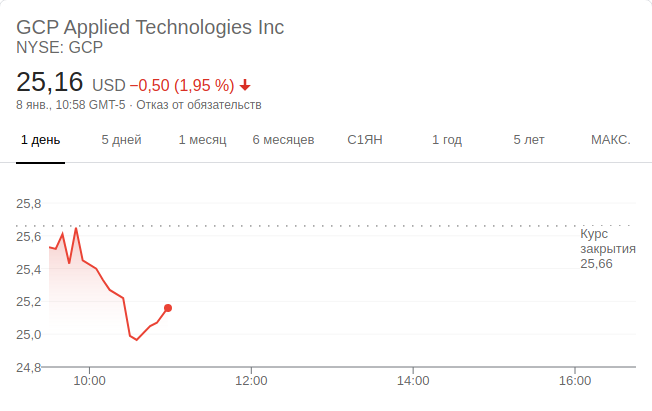 GCP Applied Technologies Inc
NYSE: GCP
25,16 USD −0,50 (1,95 %)
8 янв., 10:58 GMT-5 · Отказ от обязательств
1 день 5 дней 1 месяц 6 месяцев С1ЯН 1 год 5 лет МАКС.
25,8
25,6
25,4
25,2
25,0
24,8
Курс
закрытия
25,66
10:00 12:00 14:00 16:00